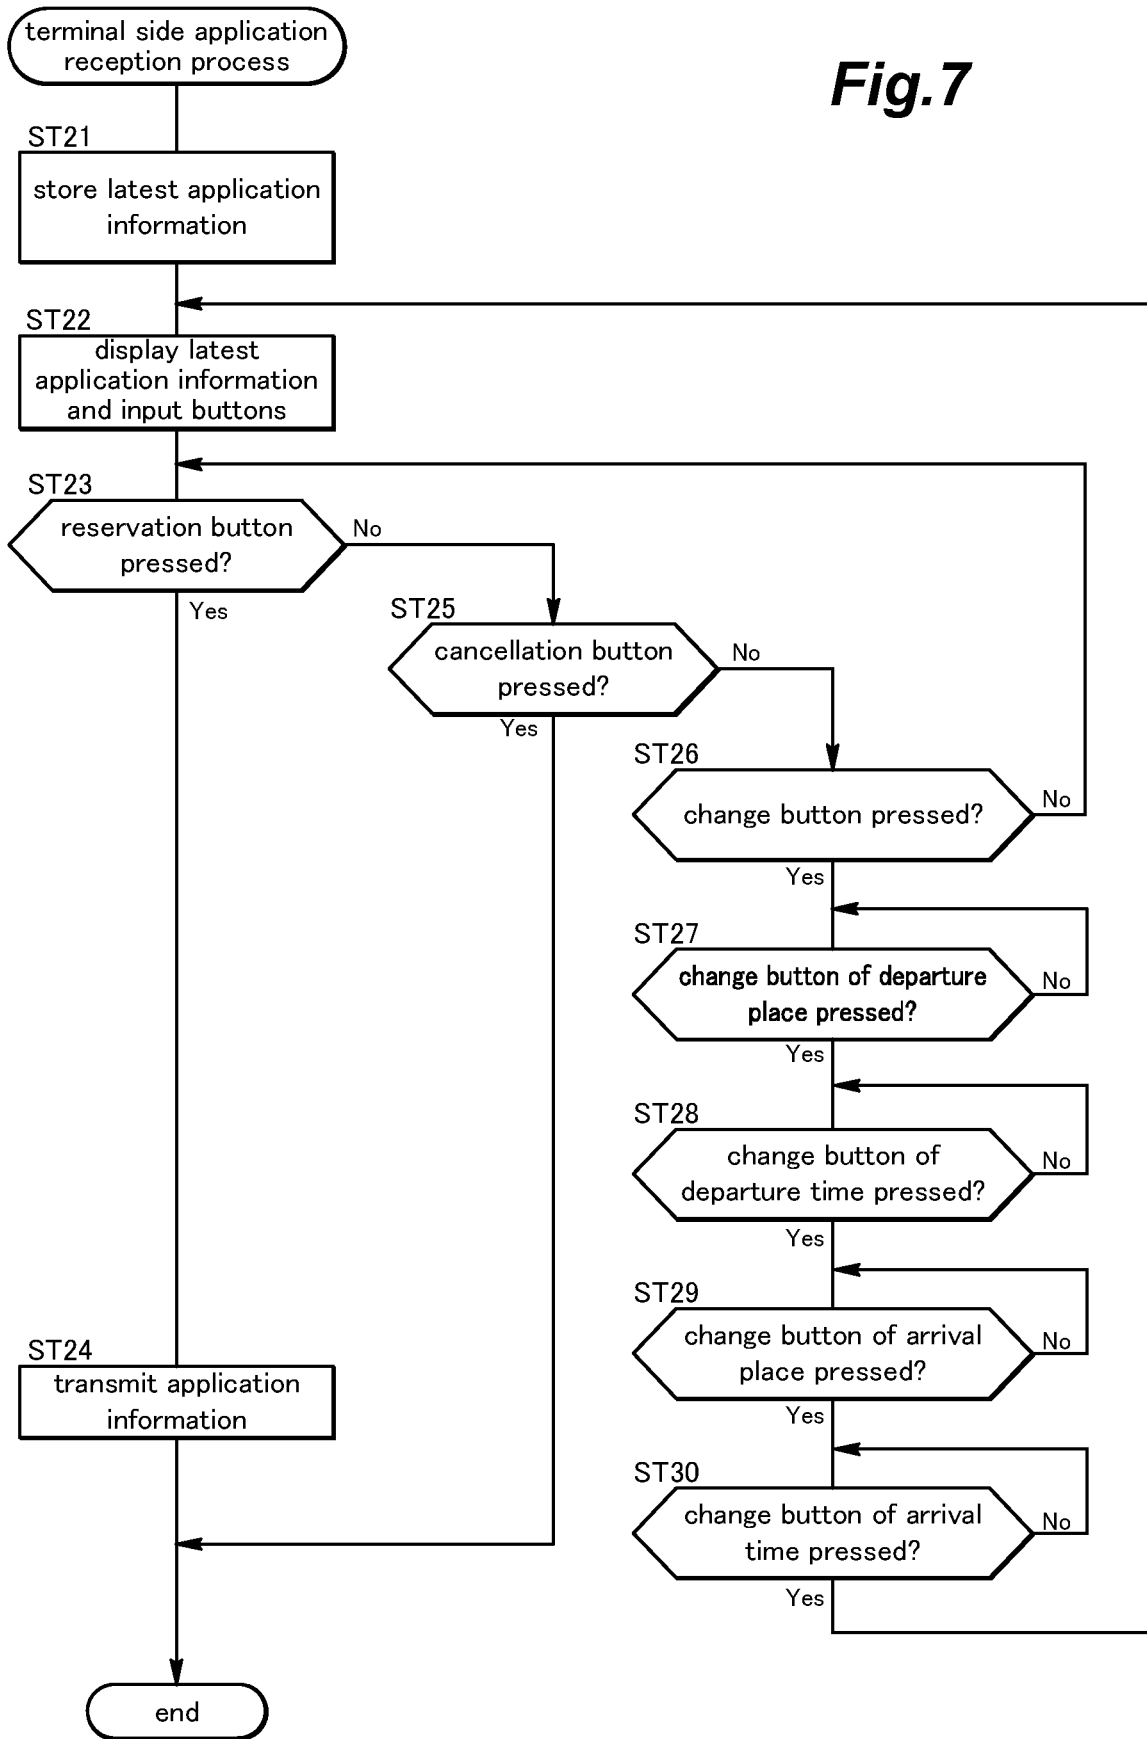 terminal side application
reception process
Fig.7
ST21
store latest application
information
ST22
display latest
application information
and input buttons
ST23
reservation button
pressed?
No
Yes
ST25
cancellation button
pressed?
No
Yes
ST26
change button pressed?
No
Yes
ST27
change button of departure
place pressed?
No
Yes
ST28
change button of
departure time pressed?
No
Yes
ST29
change button of arrival
place pressed?
No
Yes
ST24
transmit application
information
ST30
change button of arrival
time pressed?
No
Yes
end